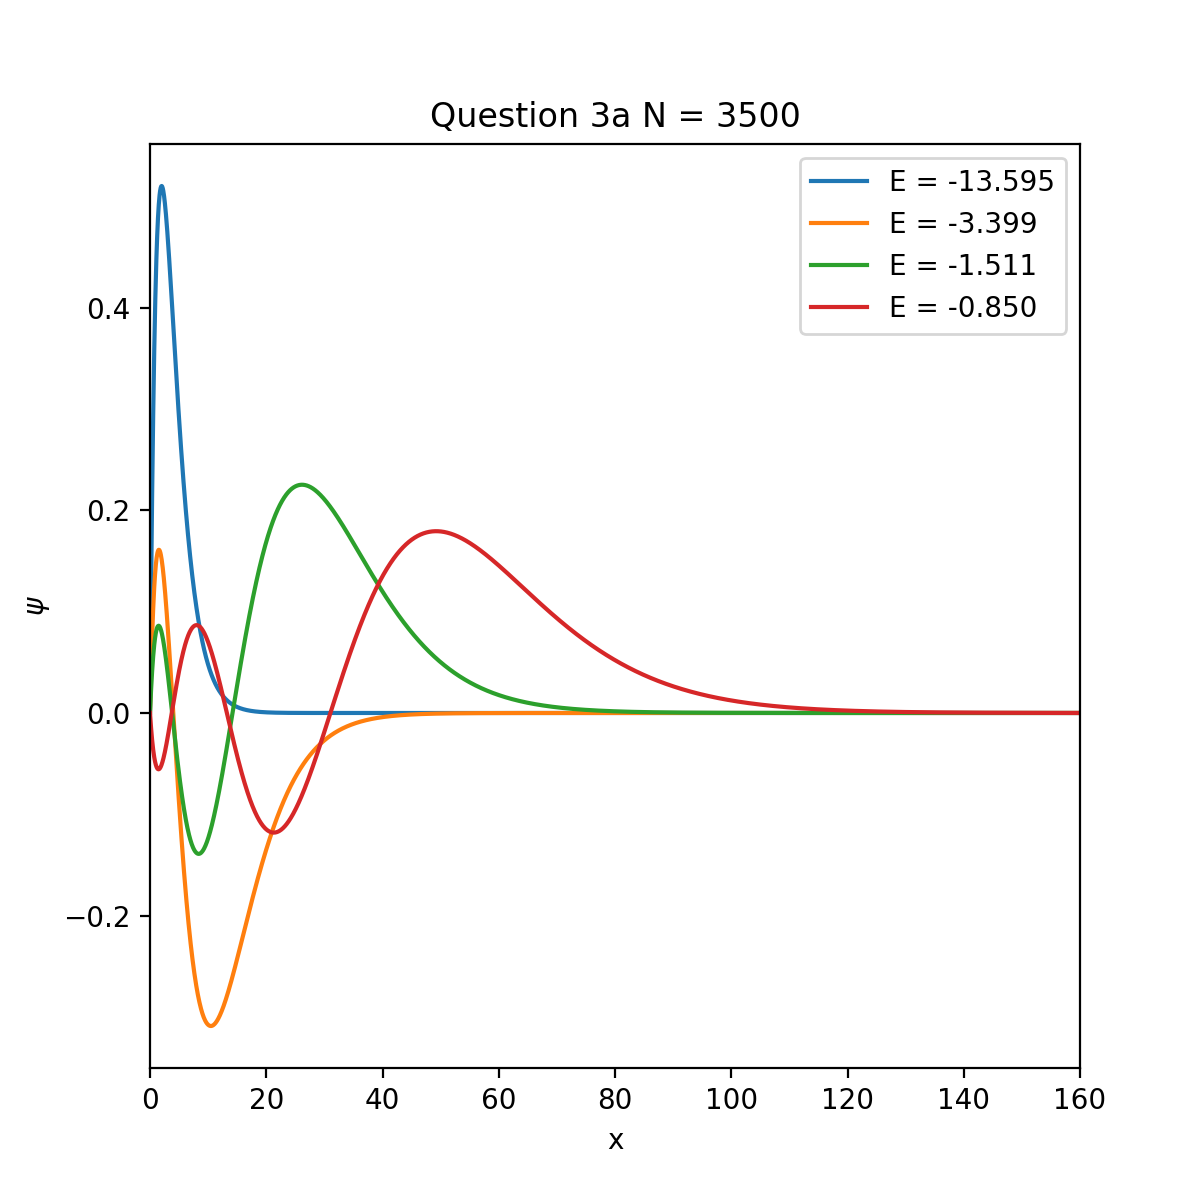 Question 3a N = 3500
E = -13.595
E = -3.399
E = -1.511
E = -0.850
0.4
0.2
0.0
−0.2
ψ
0 20 40 60 80 100 120 140 160
x